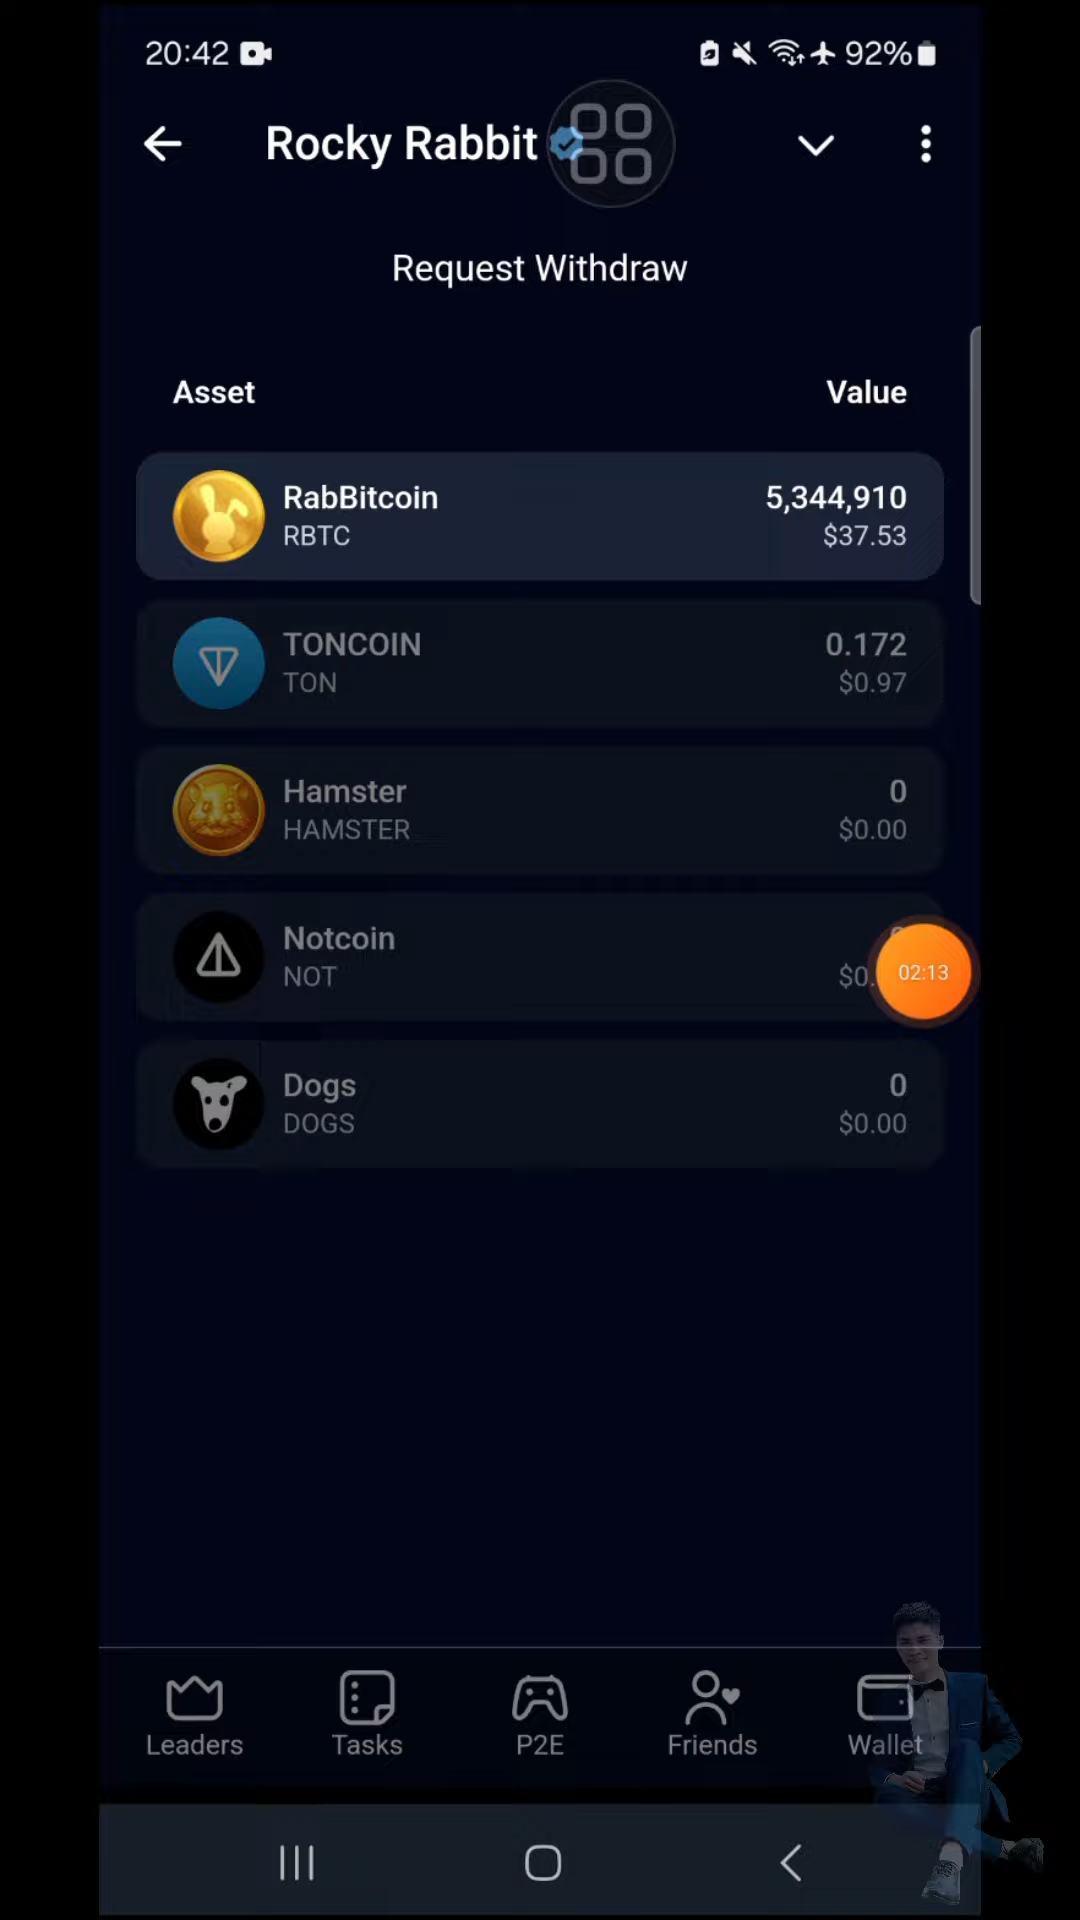 20:42 92%
Rocky Rabbit
Request Withdraw
Asset Value
RabBitcoin 5,344,910
RBTC $37.53
TONCOIN 0.172
TON $0.97
Hamster 0
HAMSTER $0.00
Notcoin
NOT $0.
02:13
Dogs 0
DOGS $0.00
Leaders Tasks P2E Friends Wallet